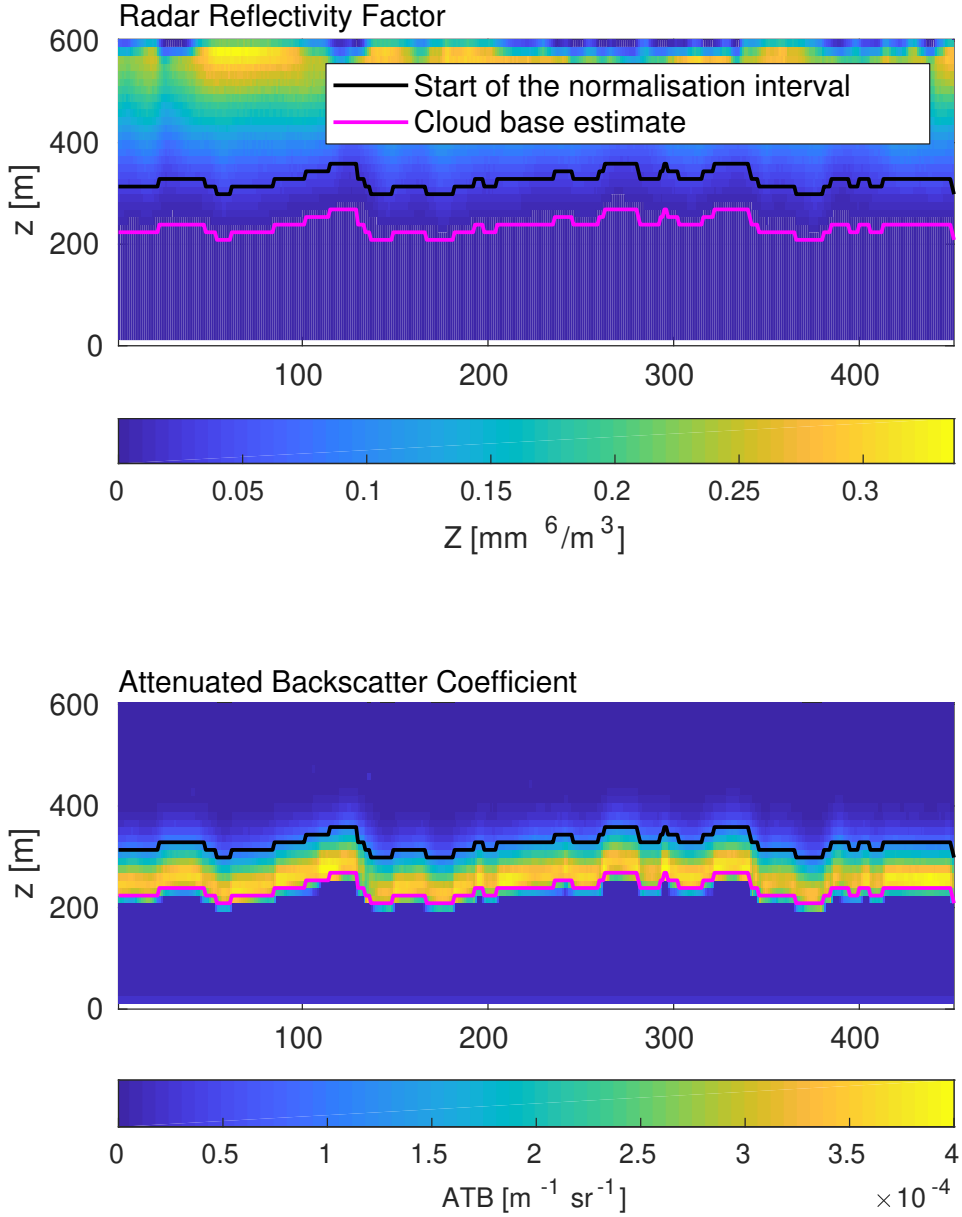 Radar Reflectivity Factor
600
Start of the normalisation interval
Cloud base estimate
400
z [m]
200
0
100 200 300 400
0 0.05 0.1 0.15 0.2 0.25 0.3
Z [mm 6/m3]
Attenuated Backscatter Coefficient
600
400
z [m]
200
0
100 200 300 400
0 0.5 1 1.5 2 2.5 3 3.5 4
ATB [m-1 sr-1] ×10-4